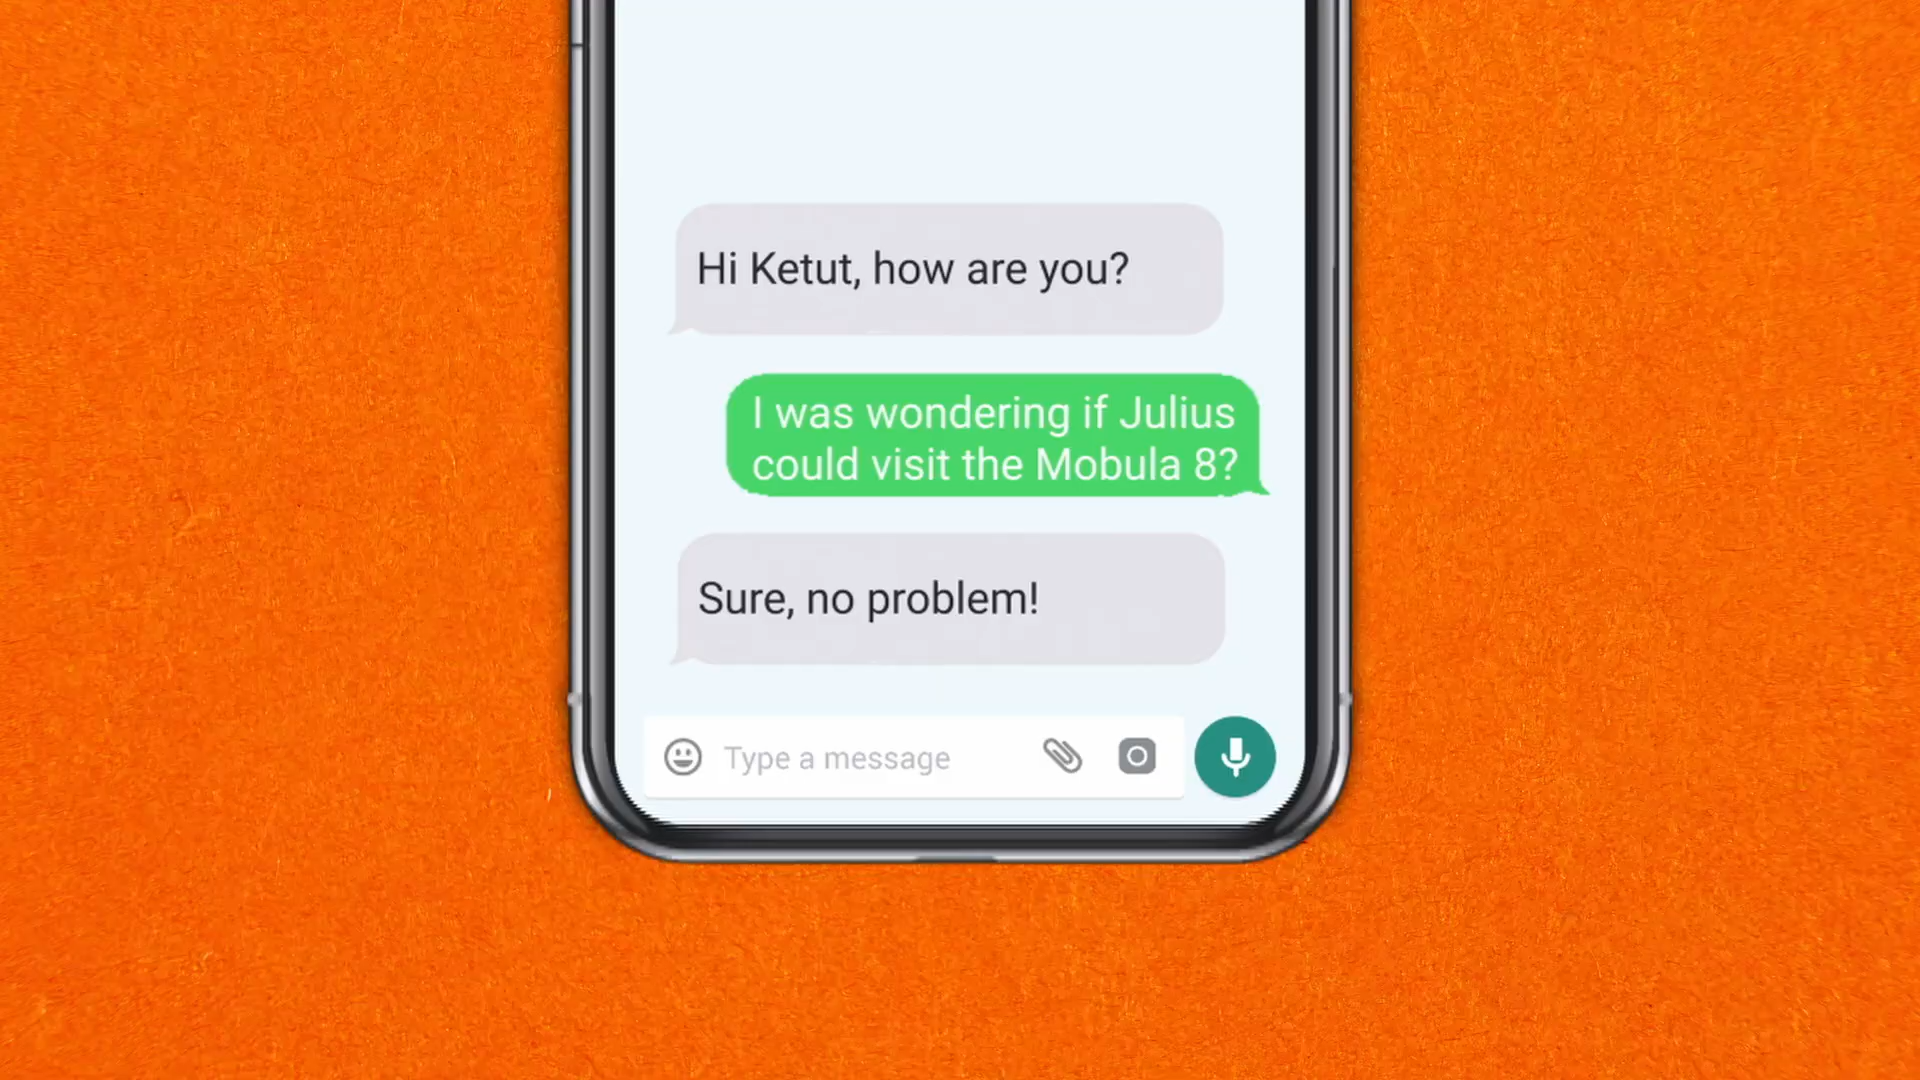 Hi Ketut, how are you?
I was wondering if Julius
could visit the Mobula 8?
Sure, no problem!
Type a message